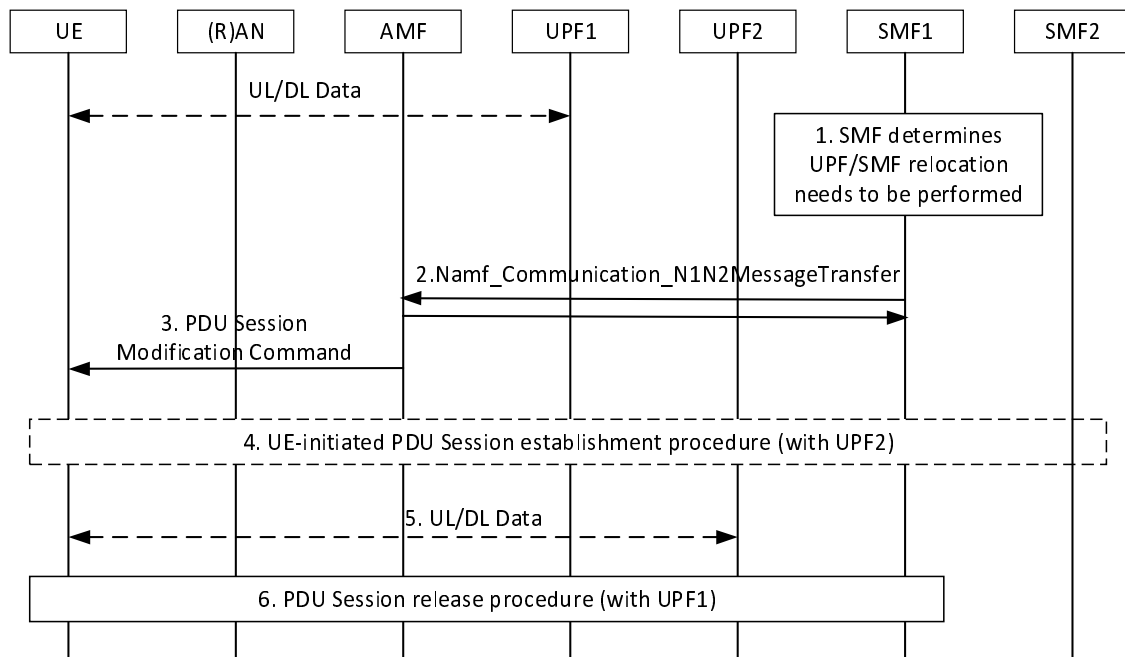 UE
(R)AN
AMF
UPF1
UPF2
SMF1
SMF2
UL/DL Data
1. SMF determines
UPF/SMF relocation
needs to be performed
2.Namf_Communication_N1N2MessageTransfer
3. PDU Session
Modification Command
4. UE-initiated PDU Session establishment procedure (with UPF2)
5. UL/DL Data
6. PDU Session release procedure (with UPF1)